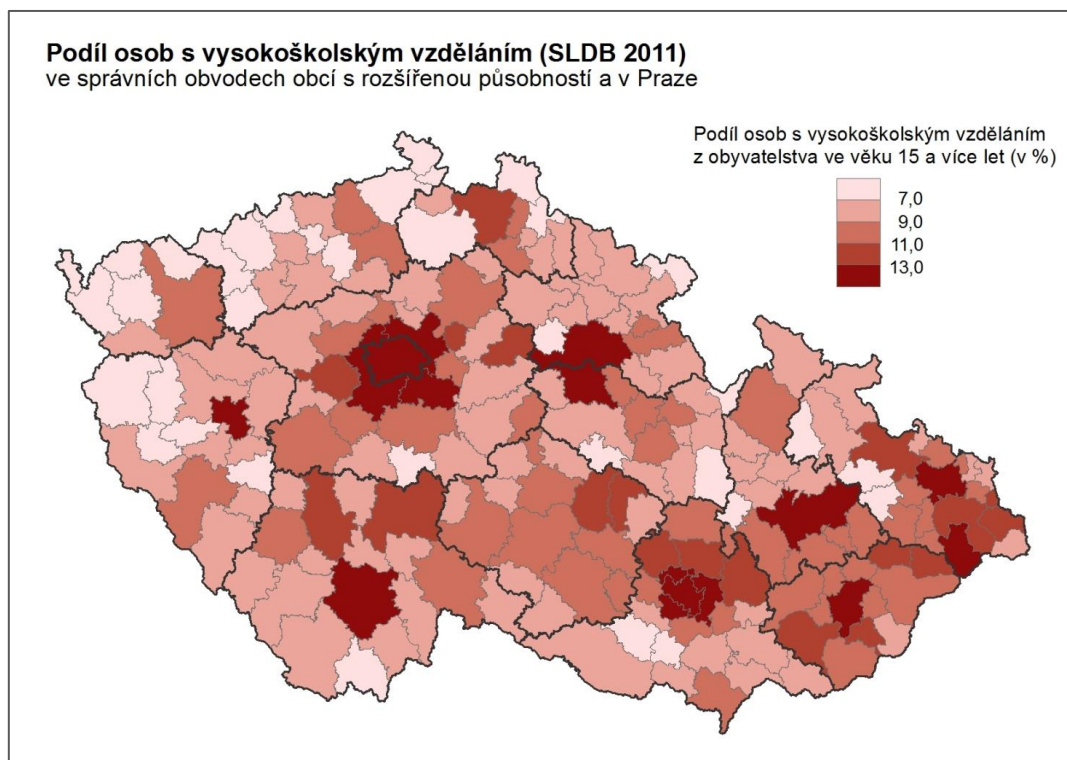 Podíl osob s vysokoškolským vzděláním (SLDB 2011)
ve správních obvodech obcí s rozšířenou působností a v Praze
Podíl osob s vysokoškolským vzděláním
z obyvatelstva ve věku 15 a více let (v %)
7,0
9,0
11,0
13,0